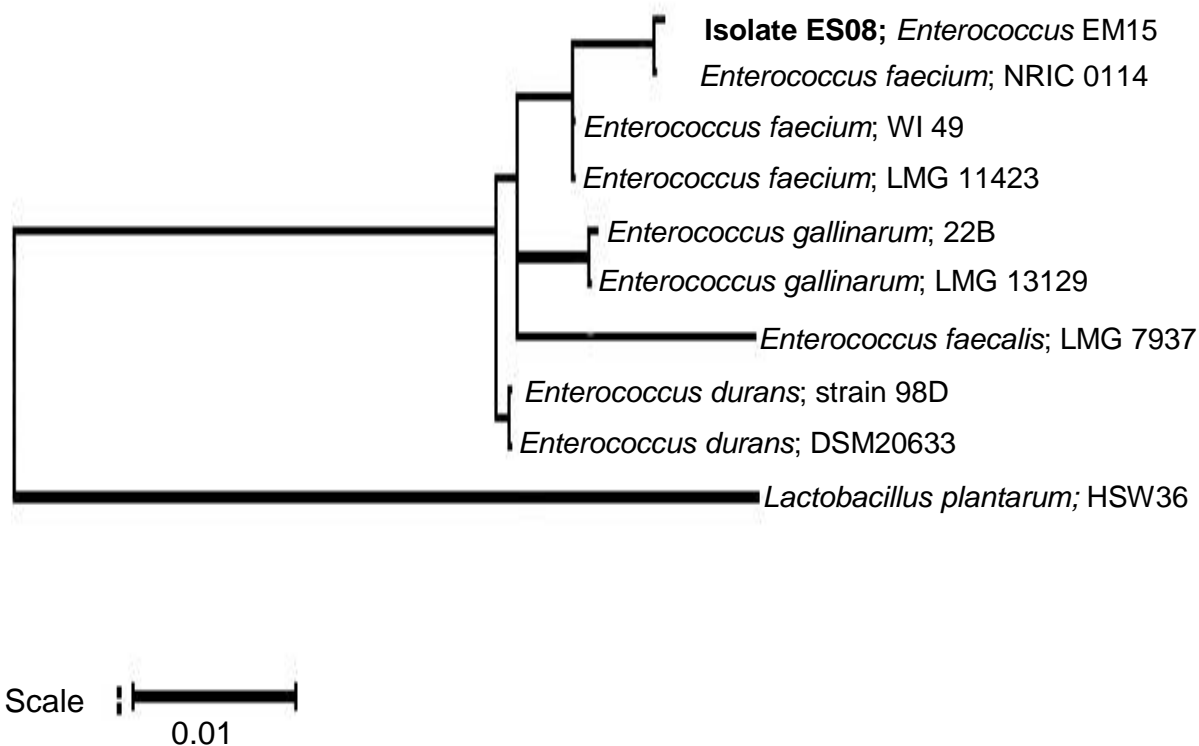 Isolate ES08; Enterococcus EM15
Enterococcus faecium; NRIC 0114
Enterococcus faecium; WI 49
Enterococcus faecium; LMG 11423
Enterococcus gallinarum; 22B
Enterococcus gallinarum; LMG 13129
Enterococcus faecalis; LMG 7937
Enterococcus durans; strain 98D
Enterococcus durans; DSM20633
Lactobacillus plantarum; HSW36
Scale :
0.01